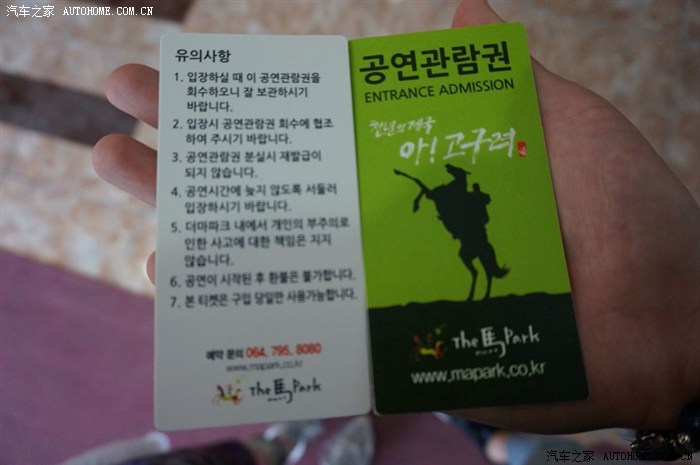 汽车之家 AUTOHOME.COM.CN
유의사항
1. 입장하실 때 이 공연관람권을
회수하오니 잘 보관하시기
바랍니다.
2. 입장시 공연관람권 회수에 협조
하여 주시기 바랍니다.
3. 공연관람권 분실시 재발급이
되지 않습니다.
4. 공연시간에 늦지 않도록 서둘러
입장하시기 바랍니다.
5. 더마파크 내에서 개인의 부주의로
인한 사고에 대한 책임은 지지
않습니다.
6. 공연이 시작된 후 환불은 불가합니다.
7. 본 티켓은 구입 당일만 사용가능합니다.
예약 문의 064. 795. 8080
www.mapark.co.kr
The 馬 Park
공연관람권
ENTRANCE ADMISSION
천년의 제국
아! 고구려
The 馬 Park
www.mapark.co.kr
汽车之家 AUTOHOME.COM.CN